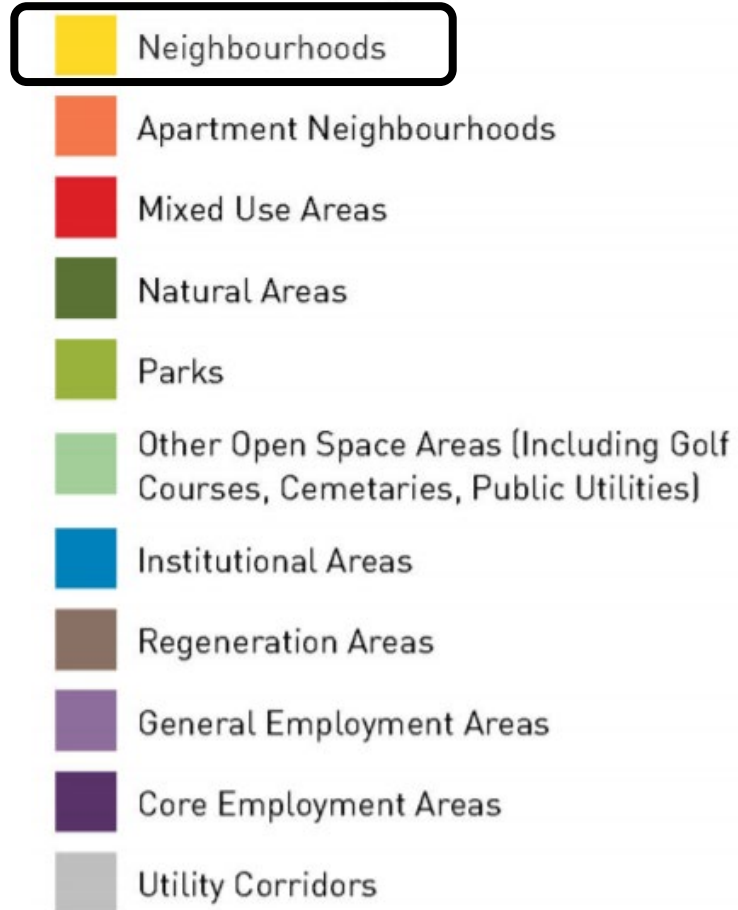 Neighbourhoods
Apartment Neighbourhoods
Mixed Use Areas
Natural Areas
Parks
Other Open Space Areas (Including Golf
Courses, Cemetaries, Public Utilities)
Institutional Areas
Regeneration Areas
General Employment Areas
Core Employment Areas
Utility Corridors